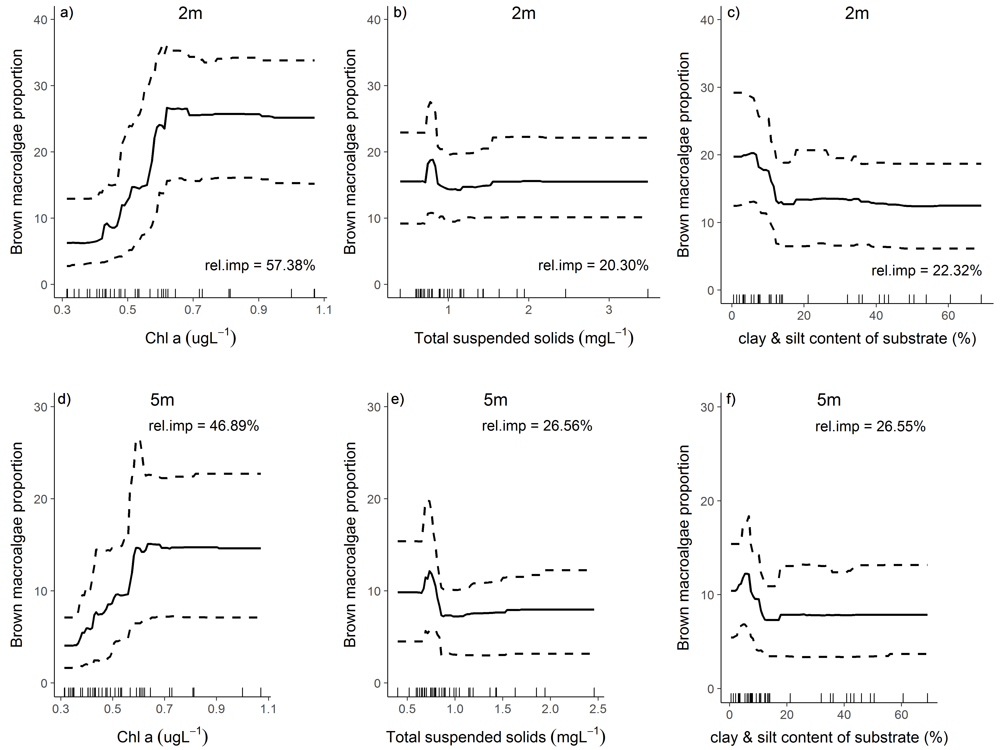 a) 2m
Brown macroalgae proportion
40
30
20
10
0
rel.imp = 57.38%
0.3 0.5 0.7 0.9 1.1
Chl a (ugL−1)
b) 2m
Brown macroalgae proportion
40
30
20
10
0
rel.imp = 20.30%
1 2 3
Total suspended solids (mgL−1)
c) 2m
Brown macroalgae proportion
40
30
20
10
0
rel.imp = 22.32%
0 20 40 60
clay & silt content of substrate (%)
d) 5m
rel.imp = 46.89%
Brown macroalgae proportion
30
20
10
0
0.3 0.5 0.7 0.9 1.1
Chl a (ugL−1)
e) 5m
rel.imp = 26.56%
Brown macroalgae proportion
30
20
10
0
0.5 1.0 1.5 2.0 2.5
Total suspended solids (mgL−1)
f) 5m
rel.imp = 26.55%
Brown macroalgae proportion
30
20
10
0
0 20 40 60
clay & silt content of substrate (%)